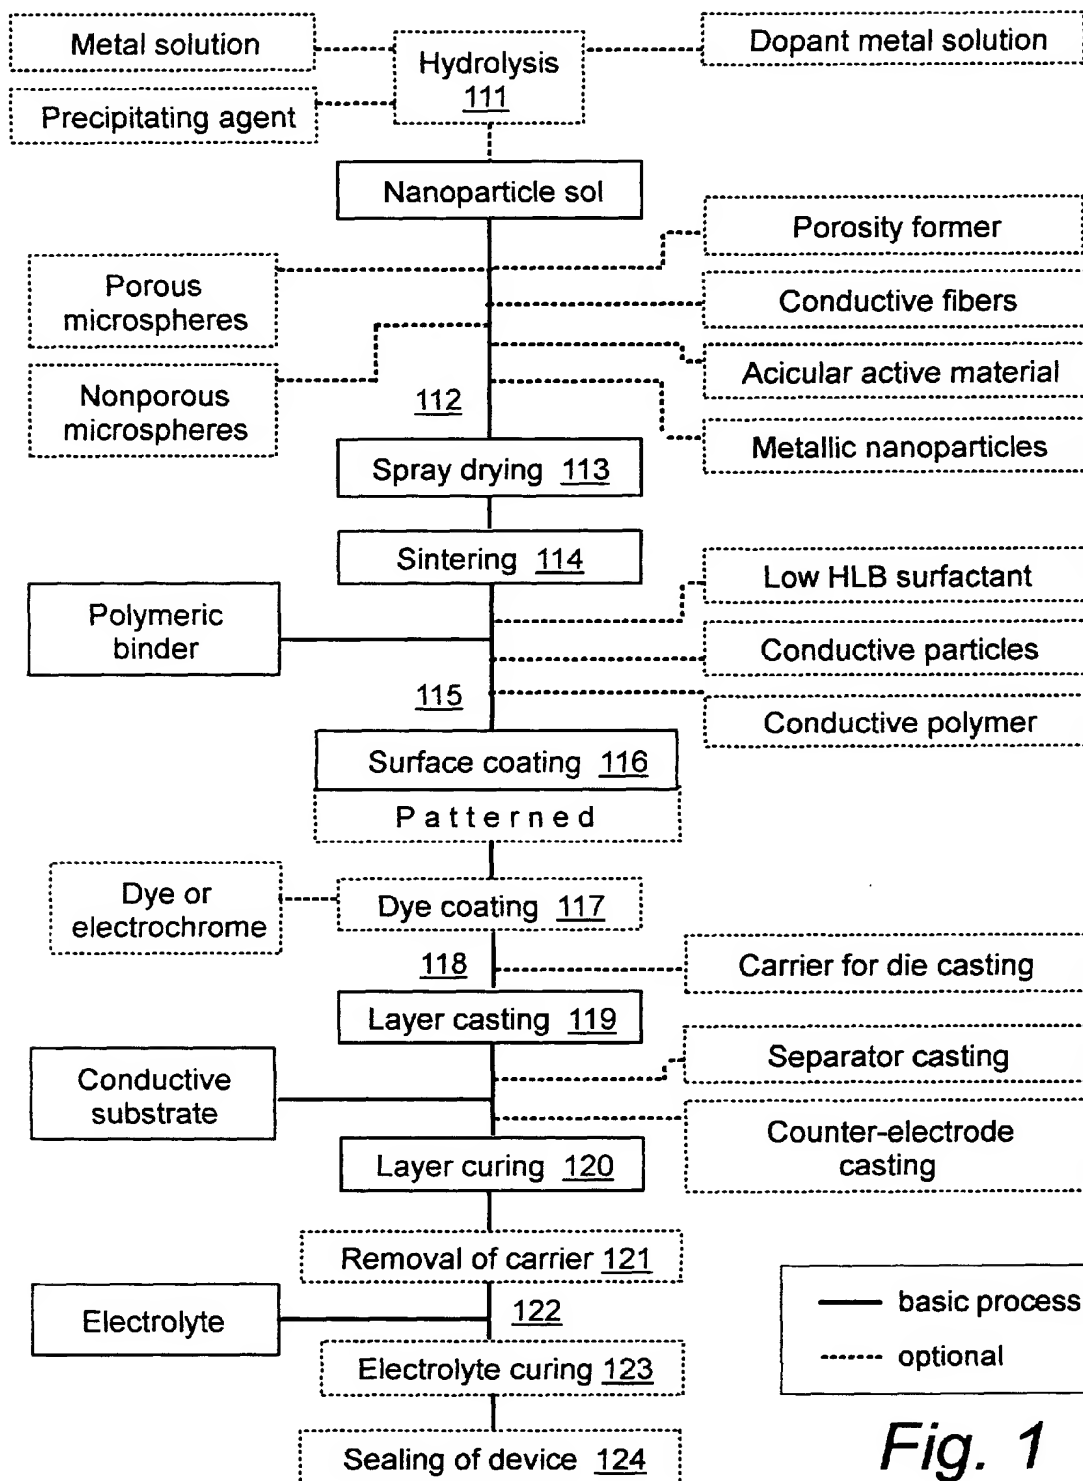 Metal solution
Hydrolysis
111
Dopant metal solution
Precipitating agent
Nanoparticle sol
Porosity former
Porous
microspheres
Conductive fibers
Nonporous
microspheres
Acicular active material
112
Metallic nanoparticles
Spray drying 113
Sintering 114
Low HLB surfactant
Polymeric
binder
Conductive particles
115
Conductive polymer
Surface coating 116
Patterned
Dye or
electrochrome
Dye coating 117
118
Carrier for die casting
Layer casting 119
Separator casting
Conductive
substrate
Counter-electrode
casting
Layer curing 120
Removal of carrier 121
Electrolyte
122
basic process
optional
Electrolyte curing 123
Sealing of device 124
Fig. 1